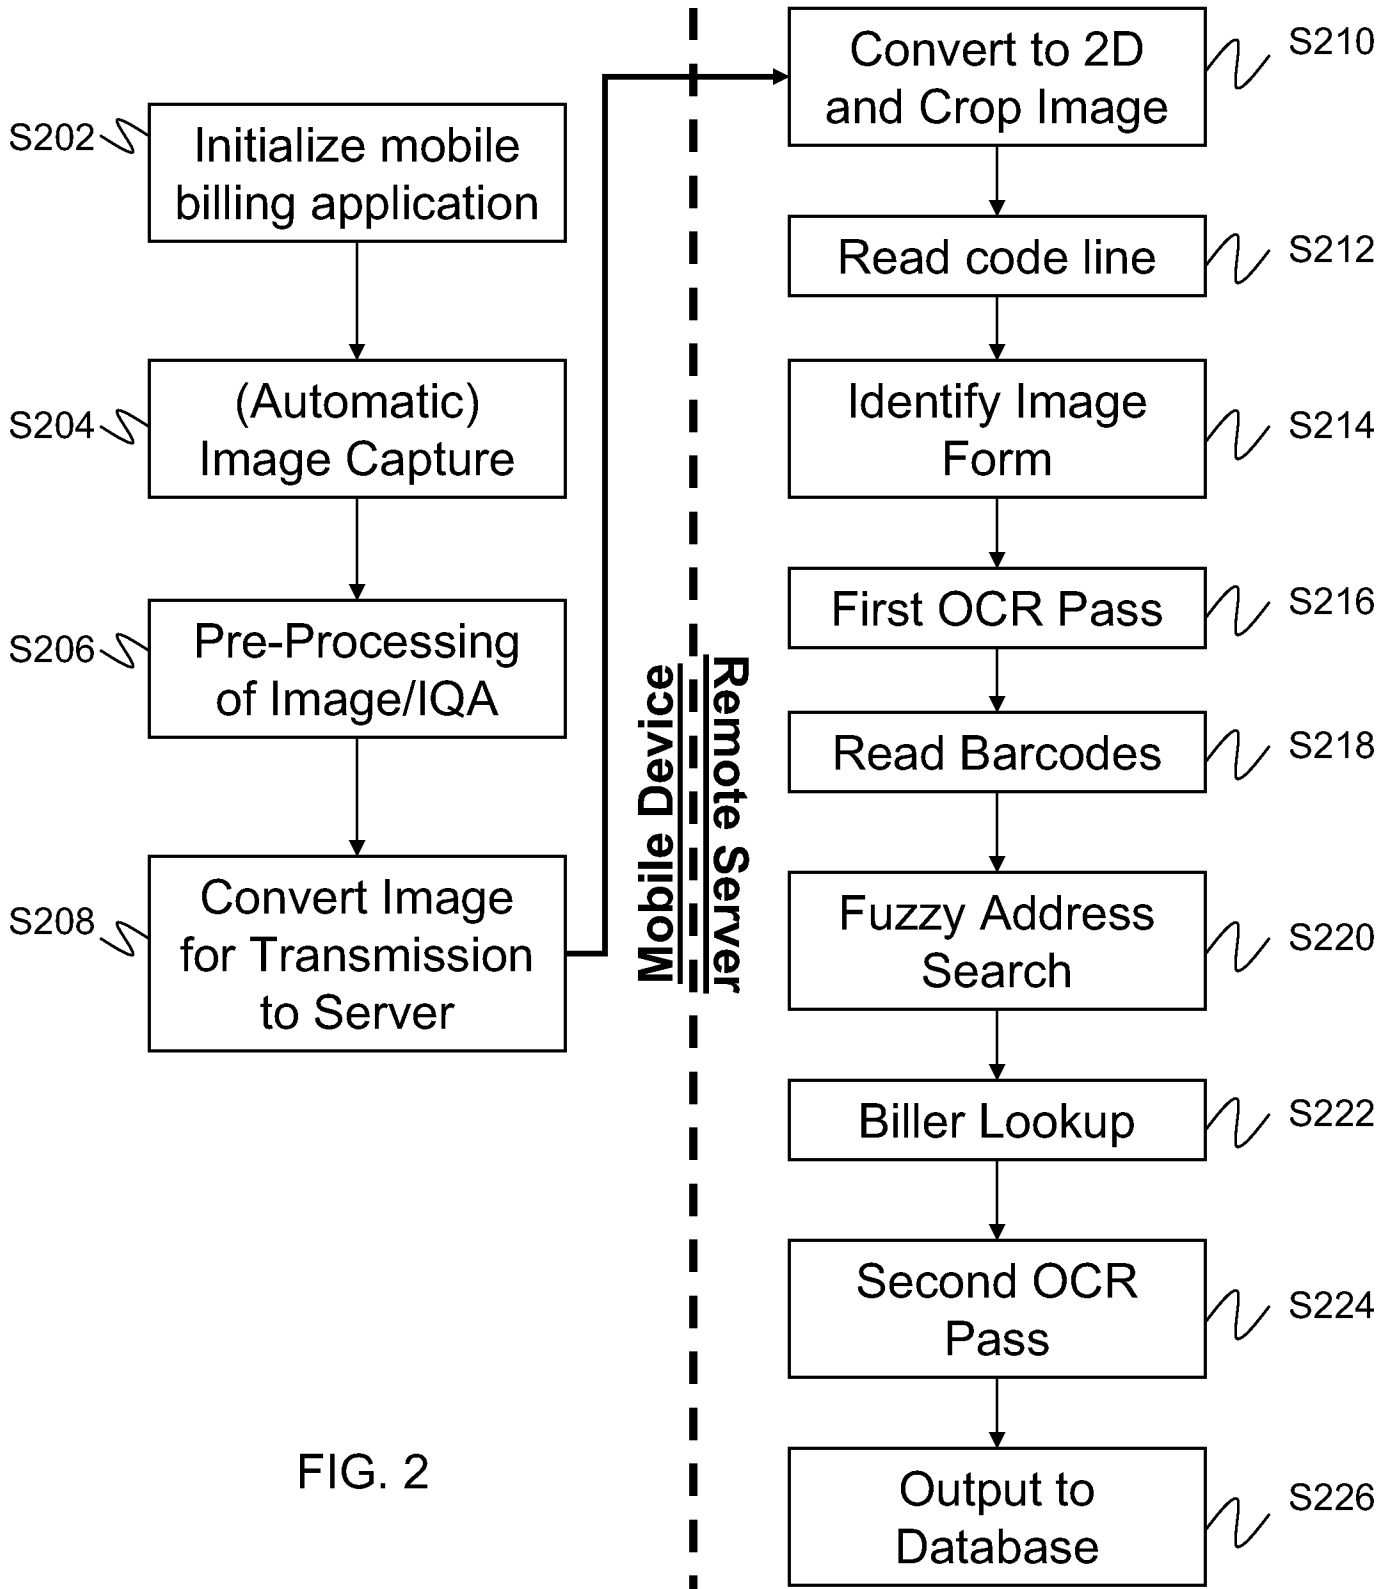 S202
Initialize mobile
billing application
S204
(Automatic)
Image Capture
S206
Pre-Processing
of Image/IQA
S208
Convert Image
for Transmission
to Server
Mobile Device
Remote Server
Convert to 2D
and Crop Image
S210
Read code line
S212
Identify Image
Form
S214
First OCR Pass
S216
Read Barcodes
S218
Fuzzy Address
Search
S220
Biller Lookup
S222
Second OCR
Pass
S224
Output to
Database
S226
FIG. 2